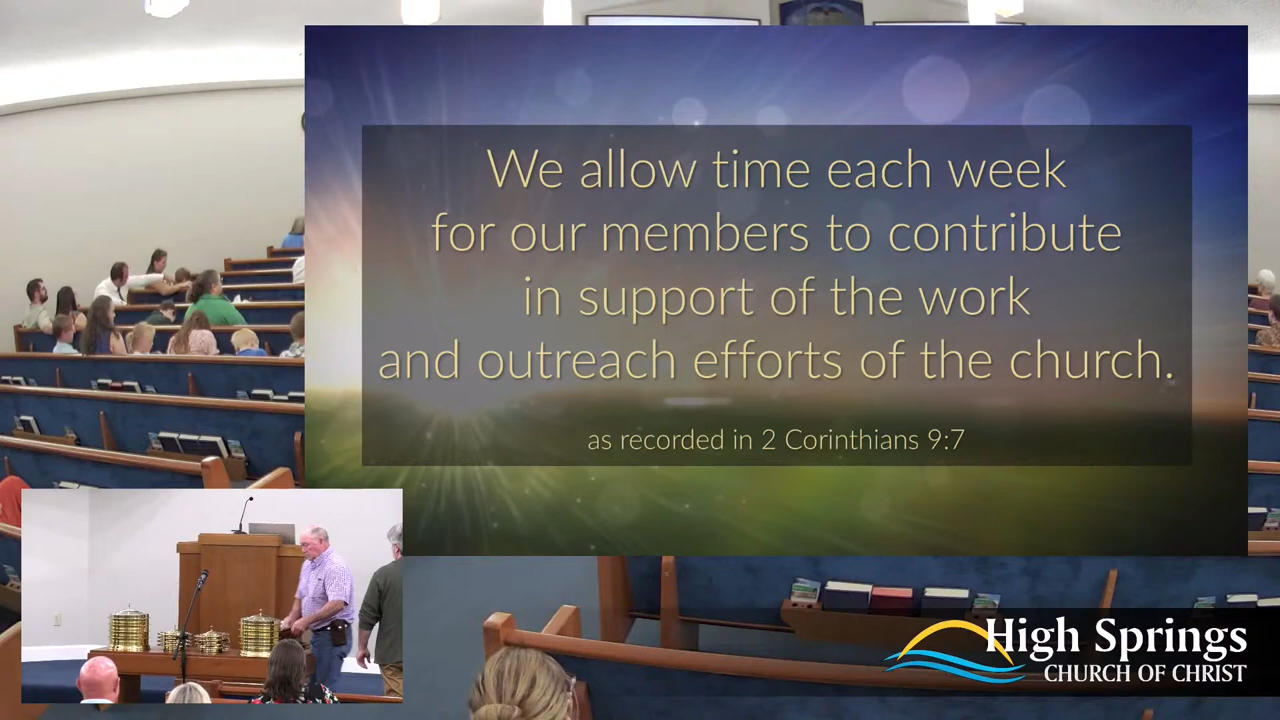 We allow time each week
for our members to contribute
in support of the work
and outreach efforts of the church.
as recorded in 2 Corinthians 9:7
High Springs
CHURCH OF CHRIST